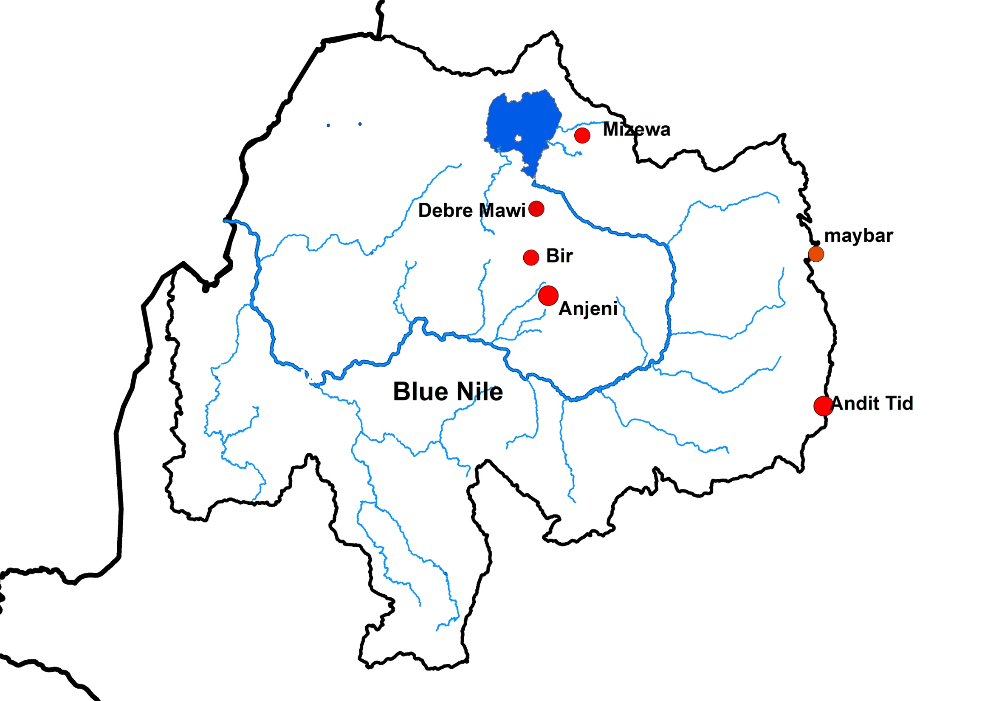 Mizewa
Debre Mawi
maybar
Bir
Anjeni
Blue Nile
Andit Tid